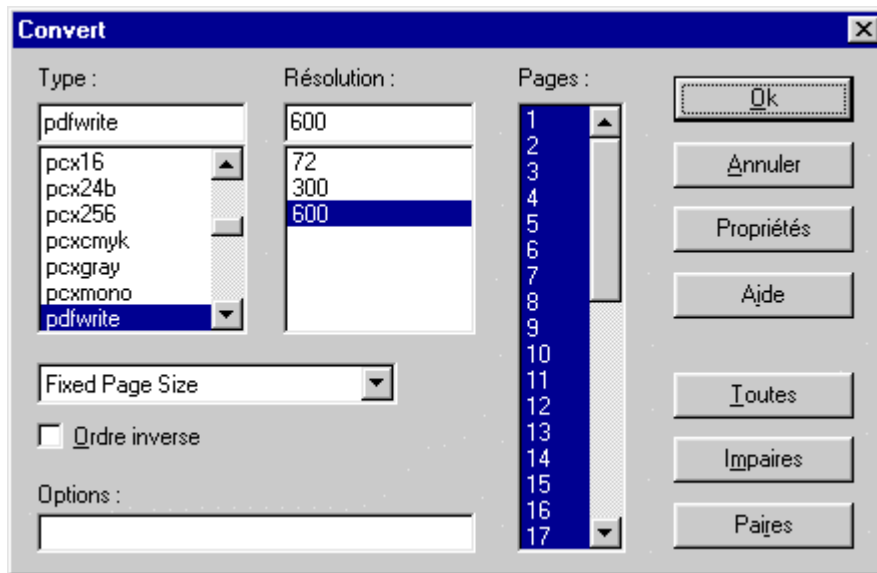 Convert
Type :
pdfwrite
pcx16
pcx24b
pcx256
pcxcmyk
pcxgray
pcxmono
pdfwrite
Résolution :
600
72
300
600
Pages :
1
2
3
4
5
6
7
8
9
10
11
12
13
14
15
16
17
Fixed Page Size
Ordre inverse
Options :
Ok
Annuler
Propriétés
Aide
Toutes
Impaires
Paires